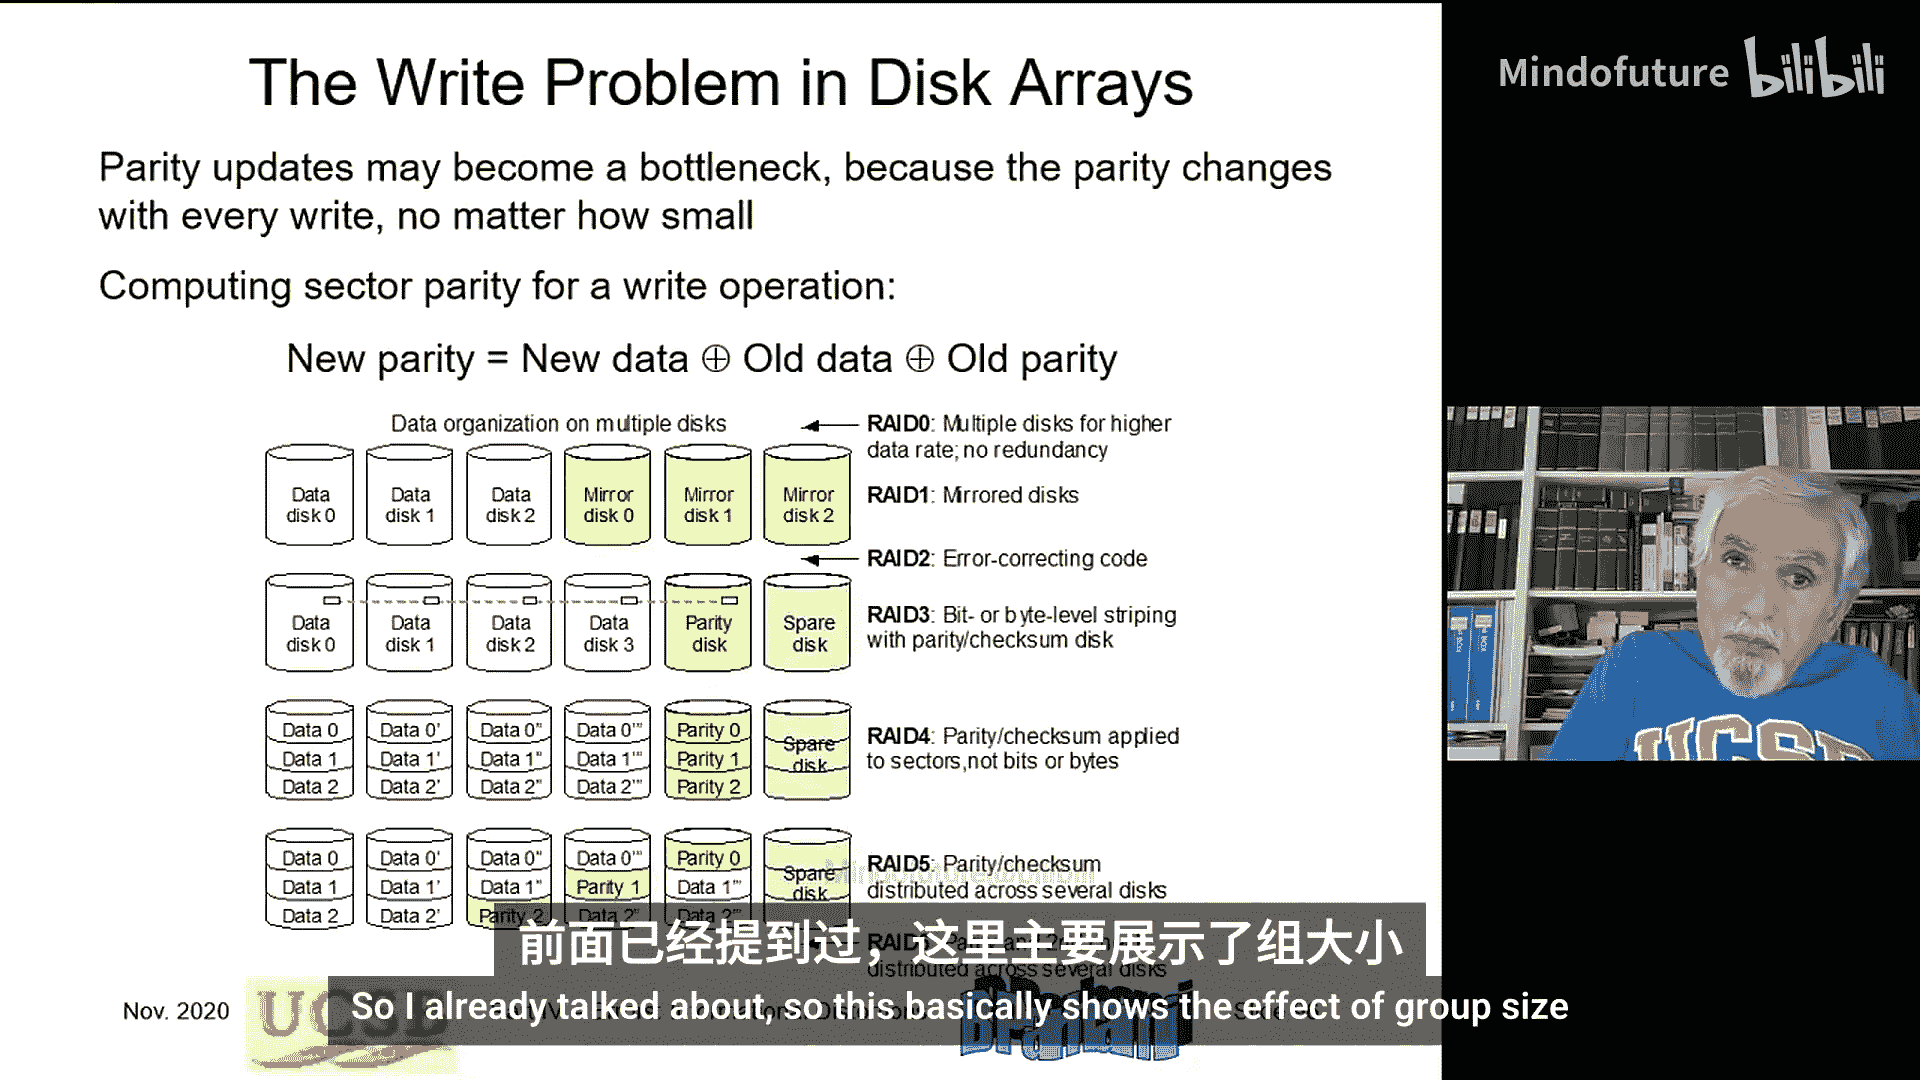 The Write Problem in Disk Arrays
Mindofuture bilibili
Parity updates may become a bottleneck, because the parity changes
with every write, no matter how small
Computing sector parity for a write operation:
New parity = New data ⊕ Old data ⊕ Old parity
Data organization on multiple disks
RAID0: Multiple disks for higher
data rate; no redundancy
Data disk 0
Data disk 1
Data disk 2
Mirror disk 0
Mirror disk 1
Mirror disk 2
RAID1: Mirrored disks
RAID2: Error-correcting code
Data disk 0
Data disk 1
Data disk 2
Data disk 3
Parity disk
Spare disk
RAID3: Bit- or byte-level striping
with parity/checksum disk
Data 0 Data 0' Data 0" Data 0"' Parity 0
Data 1 Data 1' Data 1" Data 1"' Parity 1
Data 2 Data 2' Data 2" Data 2"' Parity 2
Spare disk
RAID4: Parity/checksum applied
to sectors,not bits or bytes
Data 0 Data 0' Data 0" Data 0"' Parity 0
Data 1 Data 1' Data 1" Parity 1 Data 1"'
Data 2 Data 2' Parity 2 Data 2" Data 2"'
Spare disk
RAID5: Parity/checksum
distributed across several disks
distributed across several disks
前面已经提到过，这里主要展示了组大小
So I already talked about, so this basically shows the effect of group size
Nov. 2020
UCSB
UCSB